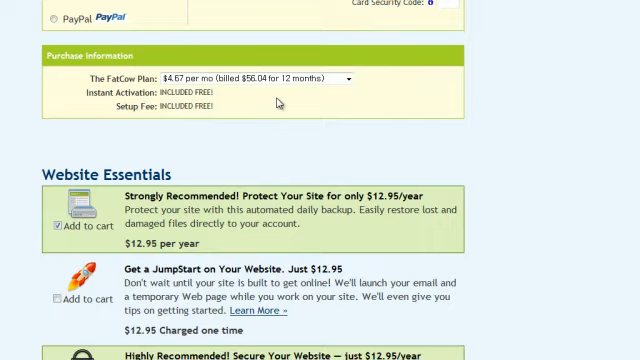 Card Security Code:
PayPal PayPal
Purchase Information
The FatCow Plan: $4.67 per mo (billed $56.04 for 12 months)
Instant Activation: INCLUDED FREE!
Setup Fee: INCLUDED FREE!
Website Essentials
Strongly Recommended! Protect Your Site for only $12.95/year
Protect your site with this automated daily backup. Easily restore lost and
Add to cart
damaged files directly to your account.
$12.95 per year
Get a JumpStart on Your Website. Just $12.95
Don't wait until your site is built to get online! We'll launch your email and
Add to cart
a temporary Web page while you work on your site. We'll even give you
tips on getting started. Learn More »
$12.95 Charged one time
Highly Recommended! Secure Your Website — just $12.95/year